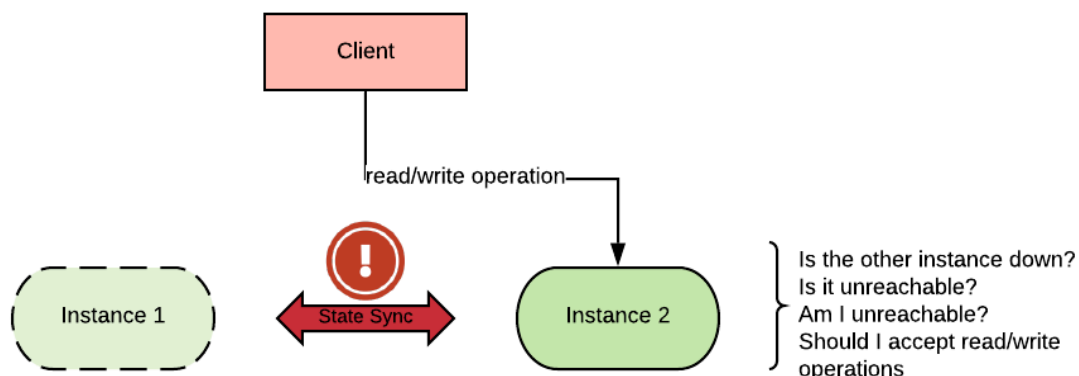 Client
read/write operation
!
Instance 1
State Sync
Instance 2
Is the other instance down?
Is it unreachable?
Am I unreachable?
Should I accept read/write
operations